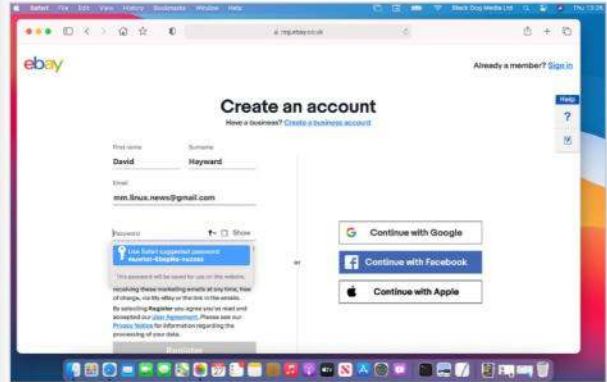 Safari File Edit View History Bookmarks Window Help
Black Dog Media Ltd
Thu 13:26
reg.ebay.co.uk
ebay
Already a member? Sign in
Create an account
Have a business? Create a business account
Help
?
First name
Surname
David
Hayward
Email
mm.linux.news@gmail.com
Password
Show
Use Safari suggested password
This password will be saved for use on this website.
receiving these marketing emails at any time, free
of charge, via My eBay or the link in the emails.
By selecting Register you agree you've read and
accepted our User Agreement. Please see our
Privacy Notice for information regarding the
processing of your data.
Register
or
Continue with Google
Continue with Facebook
Continue with Apple